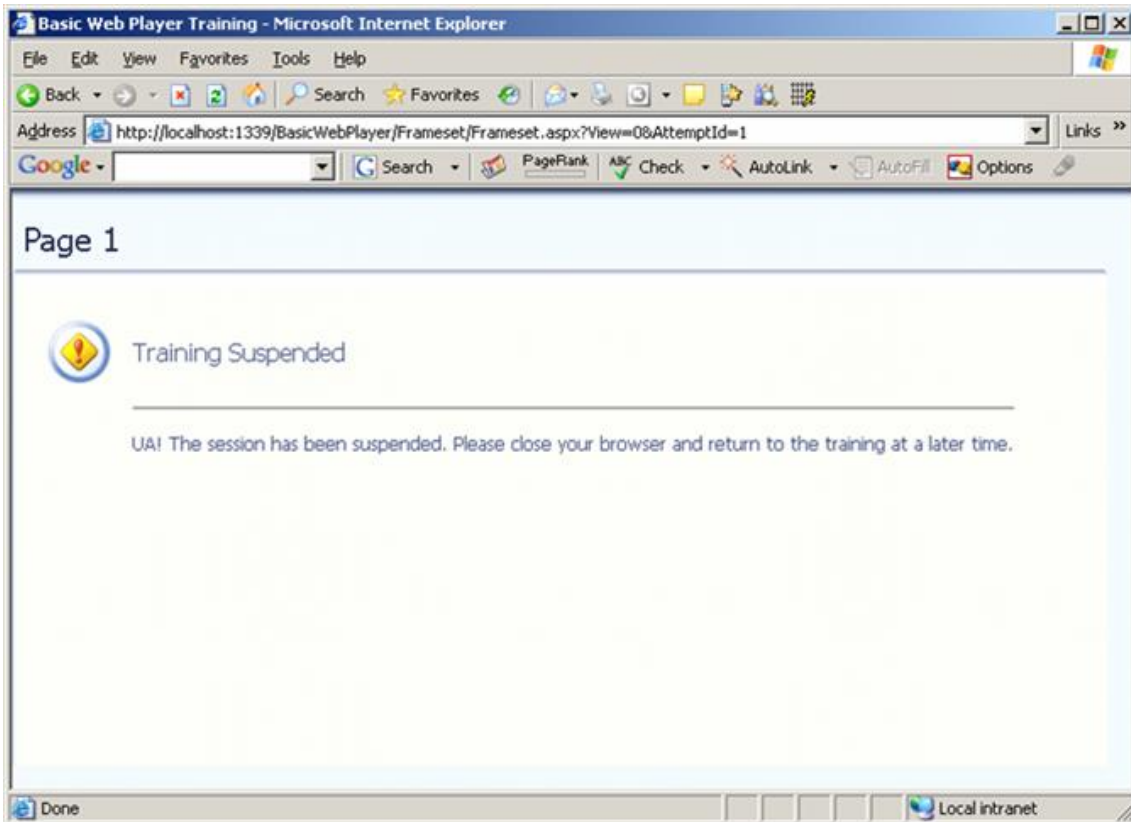 Basic Web Player Training - Microsoft Internet Explorer
File Edit View Favorites Tools Help
Back Search Favorites
Address http://localhost:1339/BasicWebPlayer/Frameset/Frameset.aspx?View=0&AttemptId=1 Links »
Google Search PageRank ABC Check AutoLink AutoFill Options
Page 1
Training Suspended
UA! The session has been suspended. Please close your browser and return to the training at a later time.
Done Local intranet